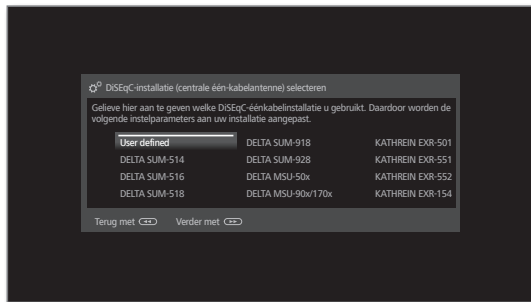 DiSEqC-installatie (centrale één-kabelantenne) selecteren
Gelieve hier aan te geven welke DiSEqC-éénkabelinstallatie u gebruikt. Daardoor worden de
volgende instelparameters aan uw installatie aangepast.
User defined DELTA SUM-918 KATHREIN EXR-501
DELTA SUM-514 DELTA SUM-928 KATHREIN EXR-551
DELTA SUM-516 DELTA MSU-50x KATHREIN EXR-552
DELTA SUM-518 DELTA MSU-90x/170x KATHREIN EXR-154
Terug met Verder met